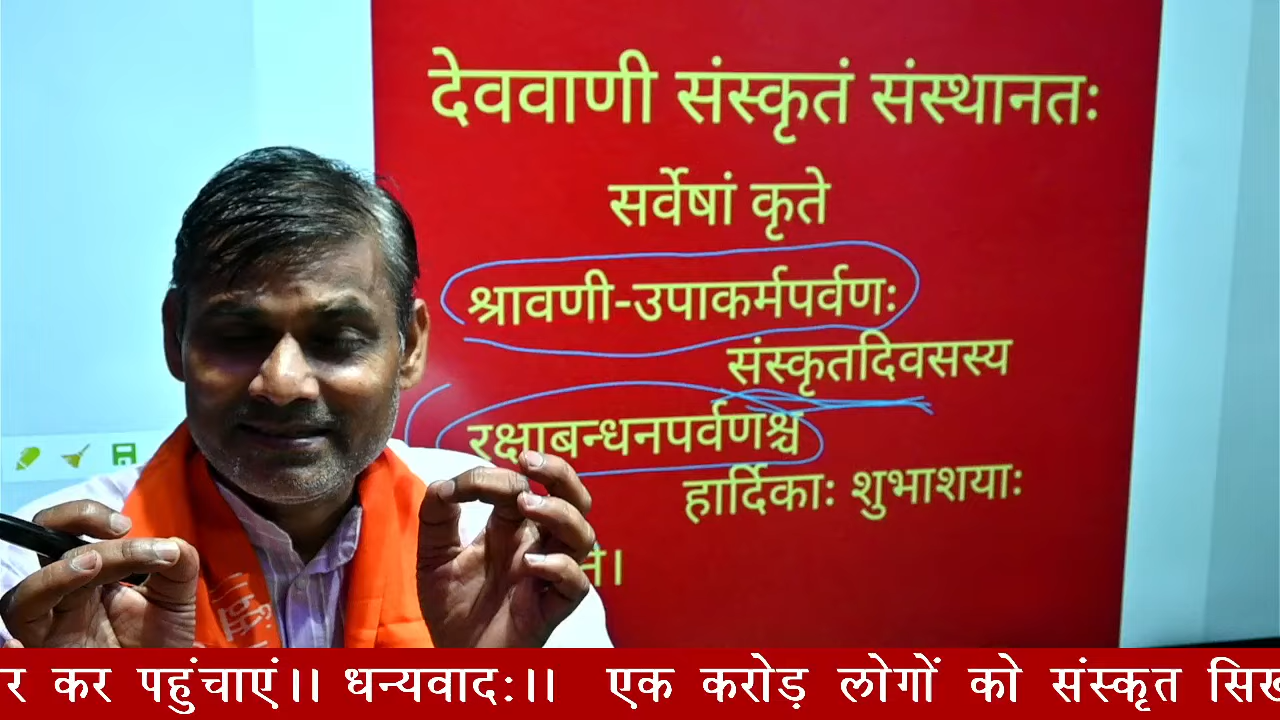 देववाणी संस्कृतं संस्थानतः
सर्वेषां कृते
श्रावणी-उपाकर्मपर्वणः
संस्कृतदिवसस्य
रक्षाबन्धनपर्वणश्च
हार्दिकाः शुभाशयाः
कर पहुंचाएं।। धन्यवादः।। एक करोड़ लोगों को संस्कृत